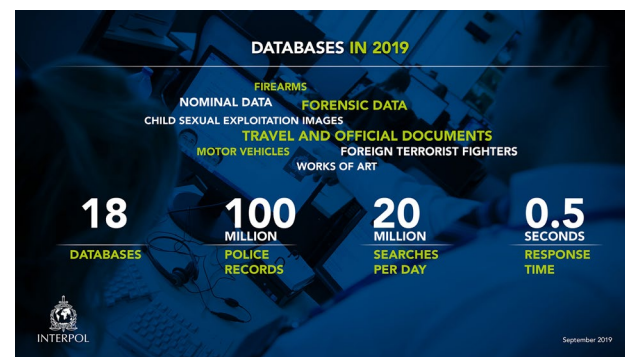 DATABASES IN 2019
FIREARMS
NOMINAL DATA FORENSIC DATA
CHILD SEXUAL EXPLOITATION IMAGES
TRAVEL AND OFFICIAL DOCUMENTS
MOTOR VEHICLES FOREIGN TERRORIST FIGHTERS
WORKS OF ART
18
DATABASES
100
MILLION
POLICE
RECORDS
20
MILLION
SEARCHES
PER DAY
0.5
SECONDS
RESPONSE
TIME
INTERPOL
September 2019